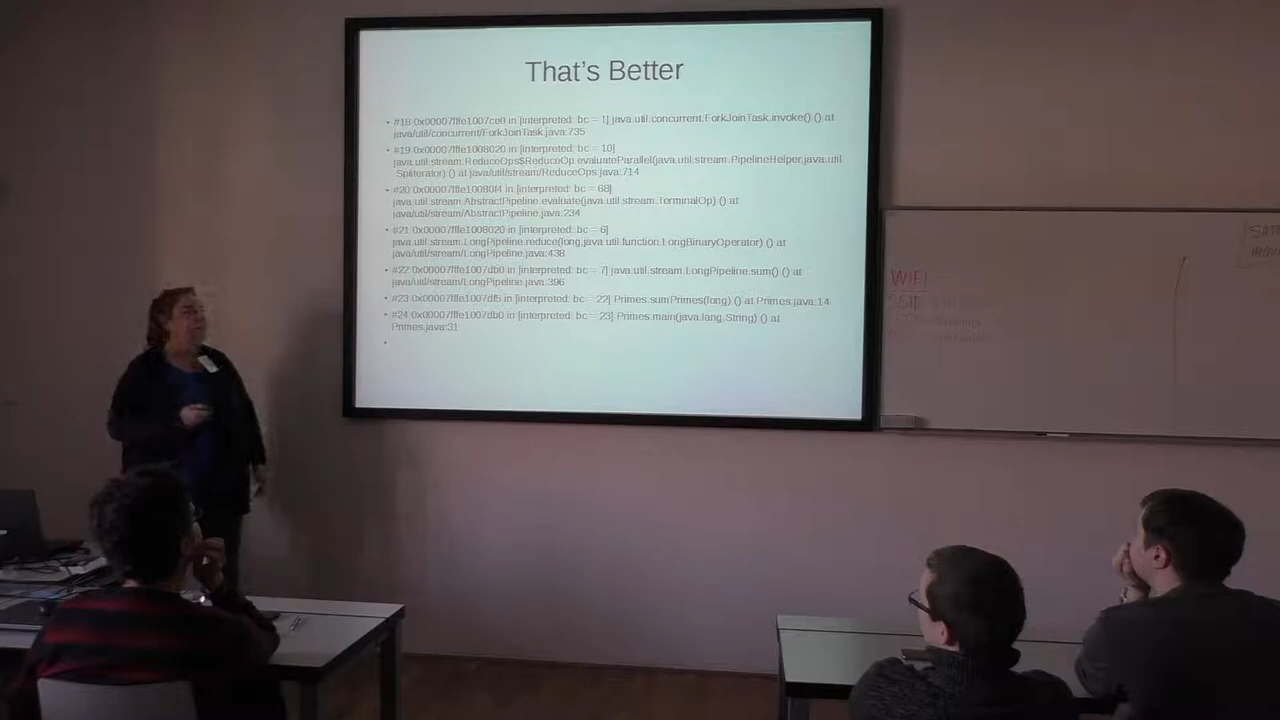 That's Better
• #18 0x00007fffe1007ce0 in [interpreted: bc = 1] java.util.concurrent.ForkJoinTask.invoke() () at
java/util/concurrent/ForkJoinTask.java:735
• #19 0x00007fffe1008020 in [interpreted: bc = 10]
java.util.stream.ReduceOps$ReduceOp.evaluateParallel(java.util.stream.PipelineHelper,java.util
.Spliterator) () at java/util/stream/ReduceOps.java:714
• #20 0x00007fffe10080f4 in [interpreted: bc = 68]
java.util.stream.AbstractPipeline.evaluate(java.util.stream.TerminalOp) () at
java/util/stream/AbstractPipeline.java:234
• #21 0x00007fffe1008020 in [interpreted: bc = 6]
java.util.stream.LongPipeline.reduce(long,java.util.function.LongBinaryOperator) () at
java/util/stream/LongPipeline.java:438
• #22 0x00007fffe1007db0 in [interpreted: bc = 7] java.util.stream.LongPipeline.sum() () at
java/util/stream/LongPipeline.java:396
• #23 0x00007fffe1007df5 in [interpreted: bc = 22] Primes.sumPrimes(long) () at Primes.java:14
• #24 0x00007fffe1007db0 in [interpreted: bc = 23] Primes.main(java.lang.String) () at
Primes.java:31
•
WIFI
SSID